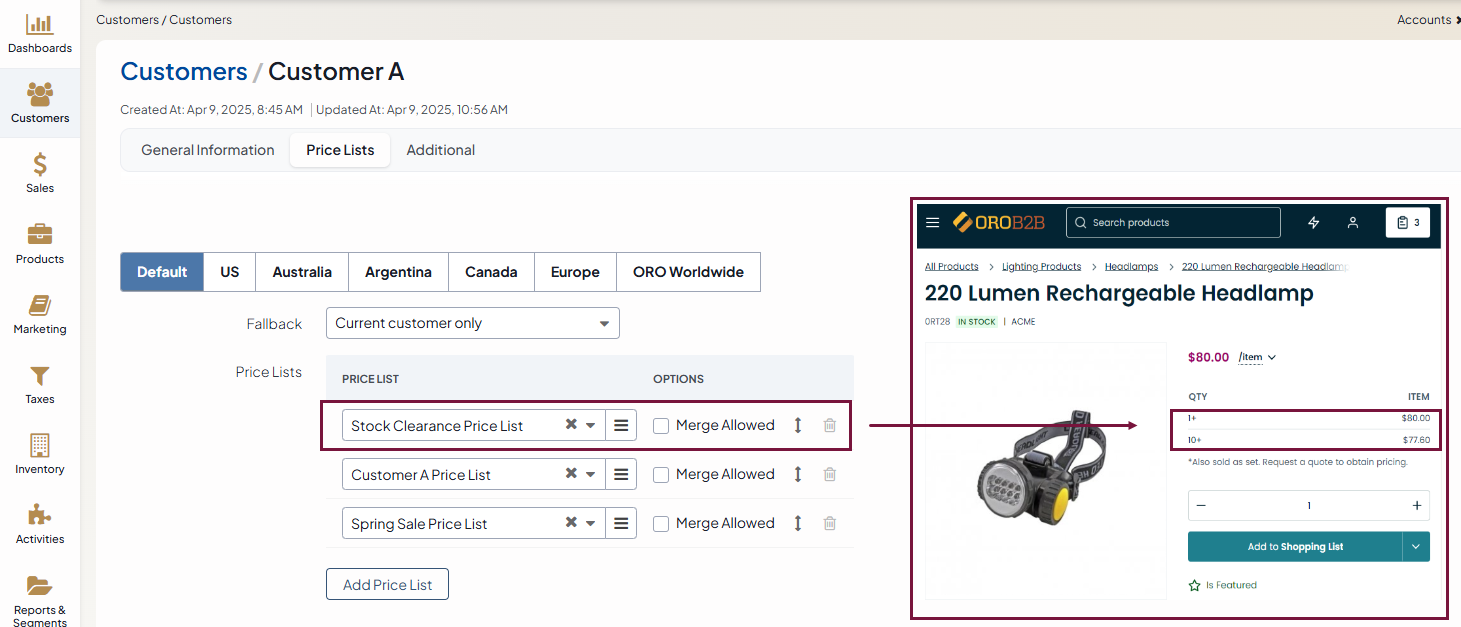 Customers / Customers
Accounts
Dashboards
Customers
Sales
Products
Marketing
Taxes
Inventory
Activities
Reports &
Segments
Customers / Customer A
Created At: Apr 9, 2025, 8:45 AM | Updated At: Apr 9, 2025, 10:56 AM
General Information Price Lists Additional
Default US Australia Argentina Canada Europe ORO Worldwide
Fallback Current customer only
Price Lists
PRICE LIST OPTIONS
Stock Clearance Price List Merge Allowed
Customer A Price List Merge Allowed
Spring Sale Price List Merge Allowed
Add Price List
OROB2B Search products 3
All Products > Lighting Products > Headlamps > 220 Lumen Rechargeable Headlamp
220 Lumen Rechargeable Headlamp
0RT28 IN STOCK | ACME
$80.00 /item
QTY ITEM
1+ $80.00
10+ $77.60
*Also sold as set. Request a quote to obtain pricing.
− 1 +
Add to Shopping List
Is Featured